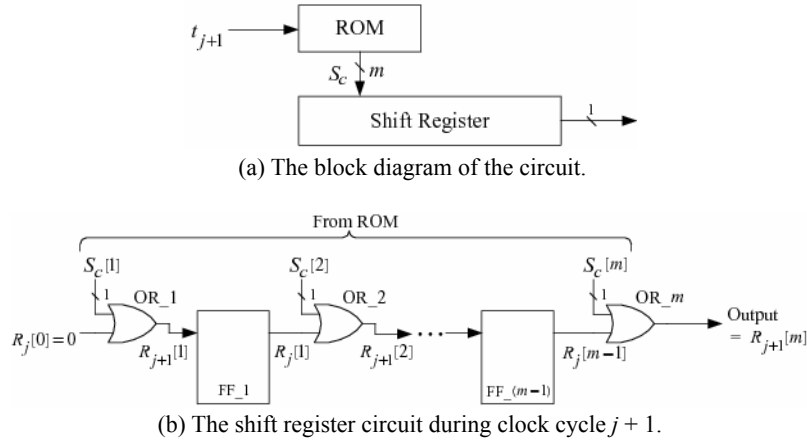 ROM
t_{j+1}
S_c m
Shift Register
1
(a) The block diagram of the circuit.
From ROM
S_c[1] S_c[2] S_c[m]
1 OR_1 1 OR_2 1 OR_m
Output
R_j[0]=0 = R_{j+1}[m]
R_{j+1}[1] R_j[1] R_{j+1}[2] ... R_j[m−1]
FF_1 FF_(m−1)
(b) The shift register circuit during clock cycle j + 1.